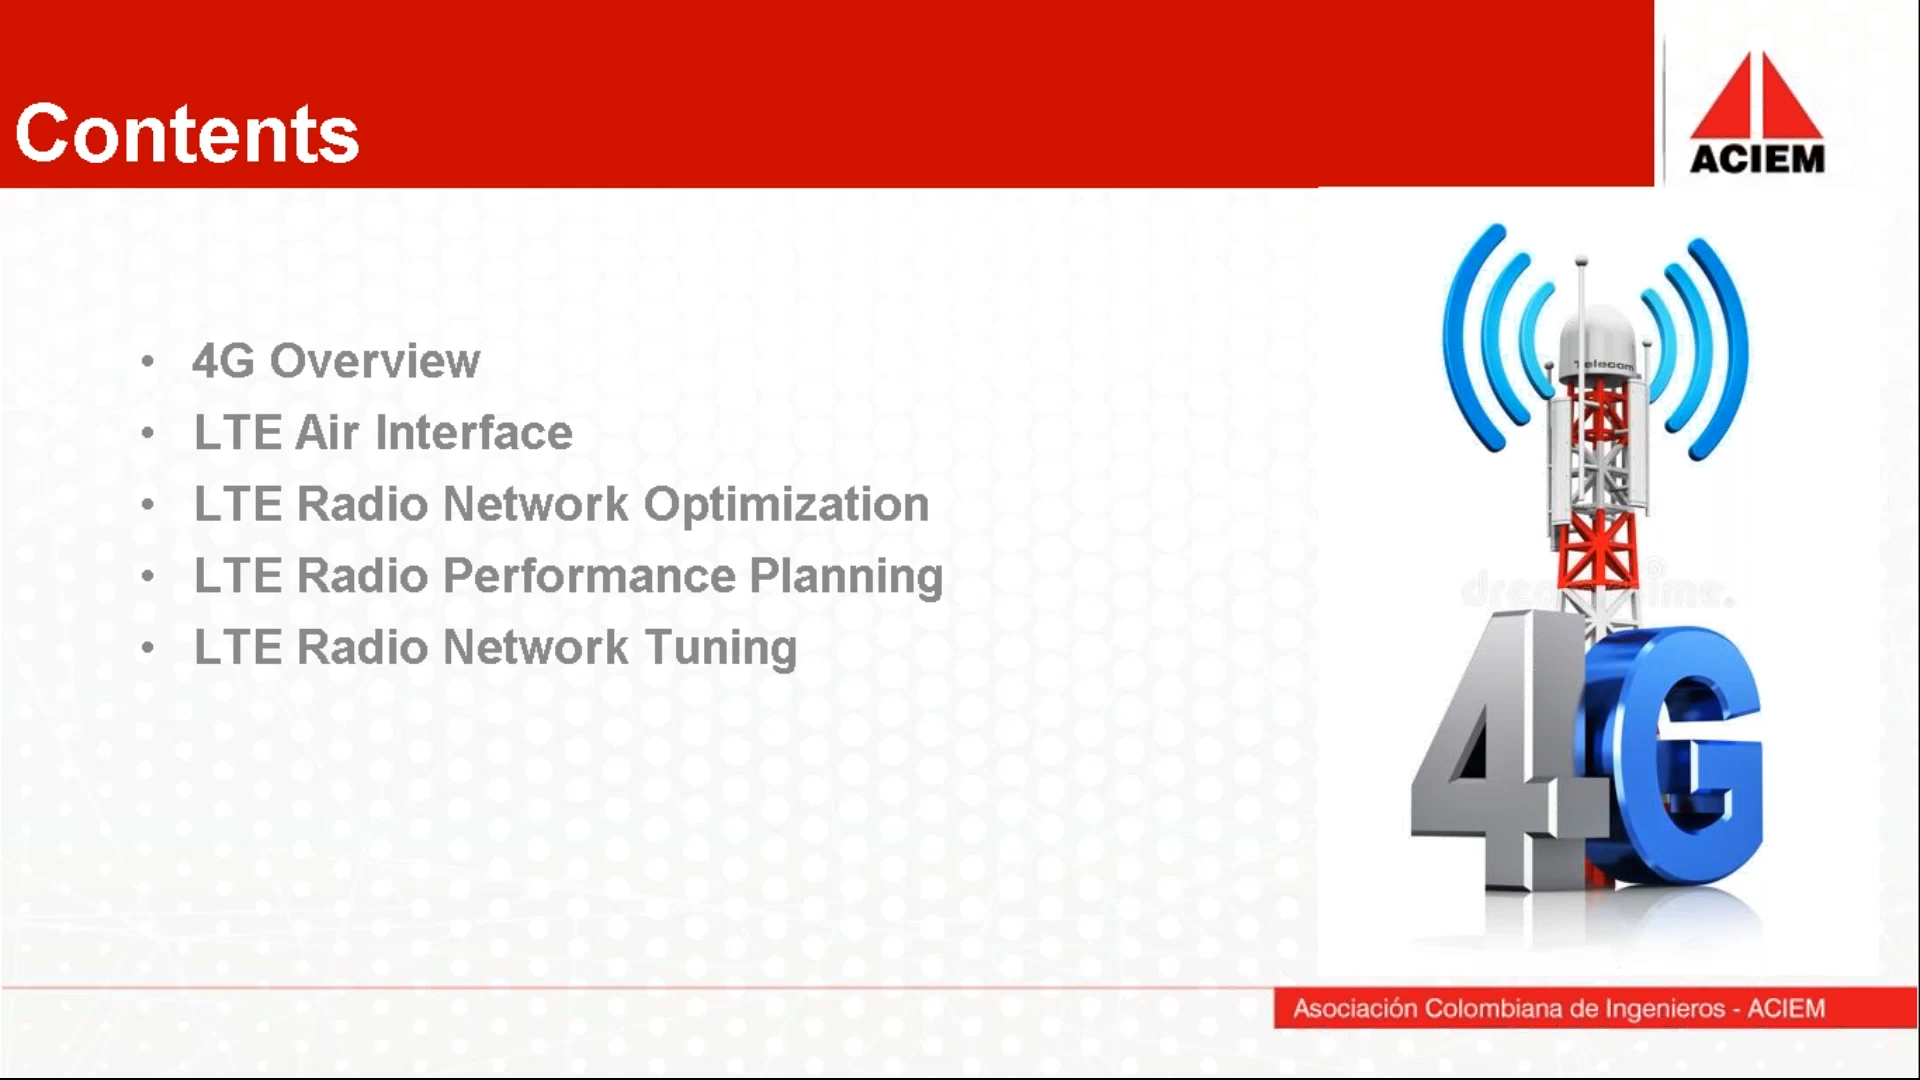 Contents
ACIEM
• 4G Overview
• LTE Air Interface
• LTE Radio Network Optimization
• LTE Radio Performance Planning
• LTE Radio Network Tuning
Telecom
4G
Asociación Colombiana de Ingenieros - ACIEM